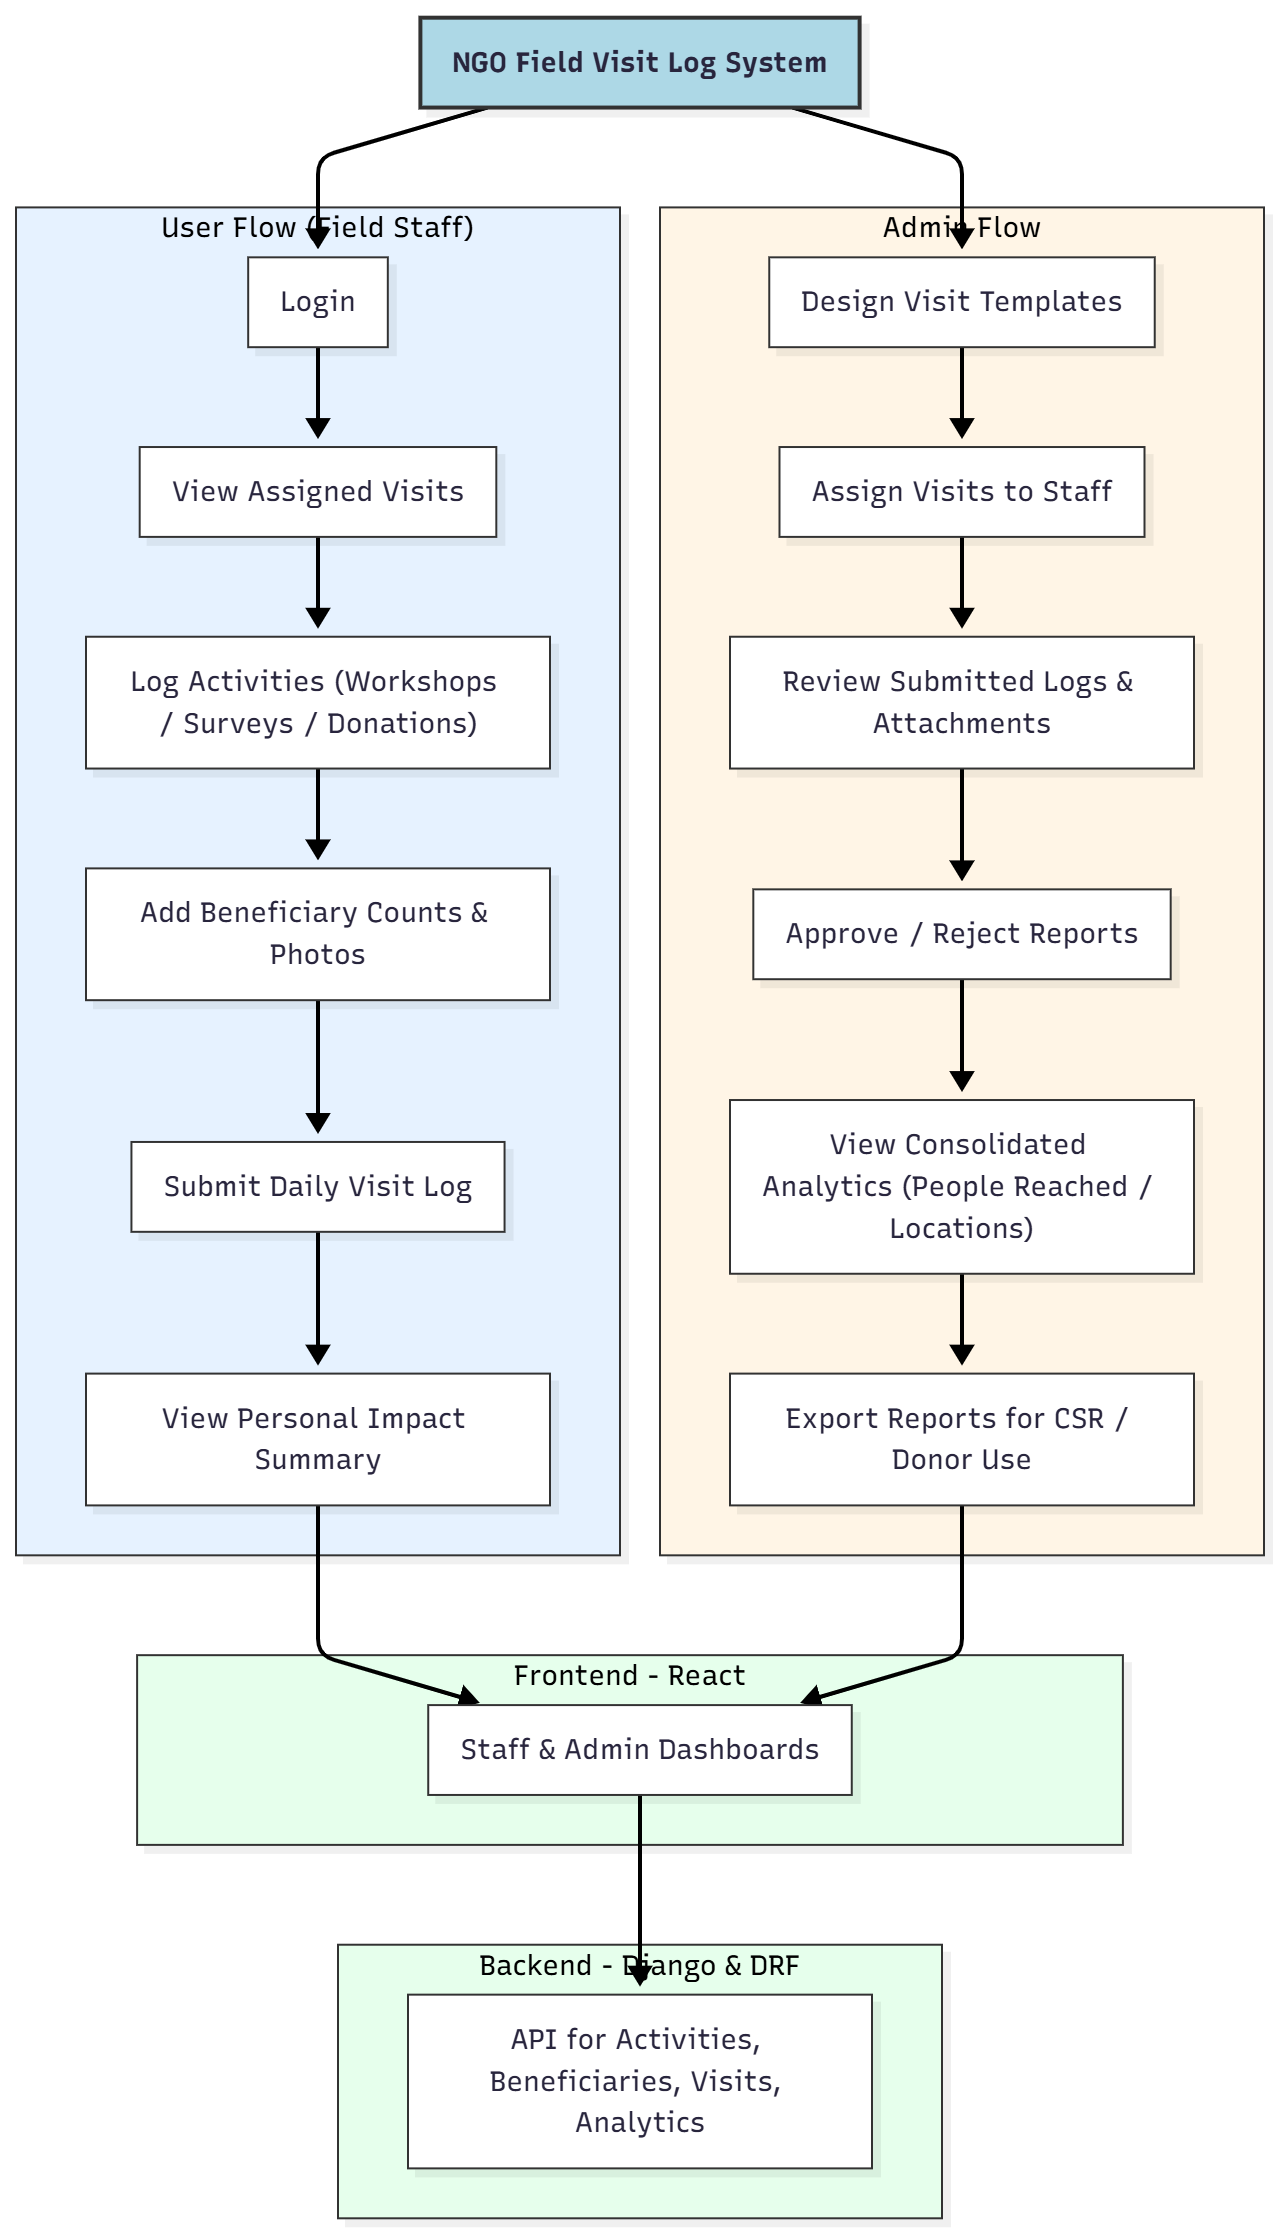 NGO Field Visit Log System
User Flow (Field Staff)
Login
View Assigned Visits
Log Activities (Workshops
/ Surveys / Donations)
Add Beneficiary Counts &
Photos
Submit Daily Visit Log
View Personal Impact
Summary
Admin Flow
Design Visit Templates
Assign Visits to Staff
Review Submitted Logs &
Attachments
Approve / Reject Reports
View Consolidated
Analytics (People Reached /
Locations)
Export Reports for CSR /
Donor Use
Frontend - React
Staff & Admin Dashboards
Backend - Django & DRF
API for Activities,
Beneficiaries, Visits,
Analytics